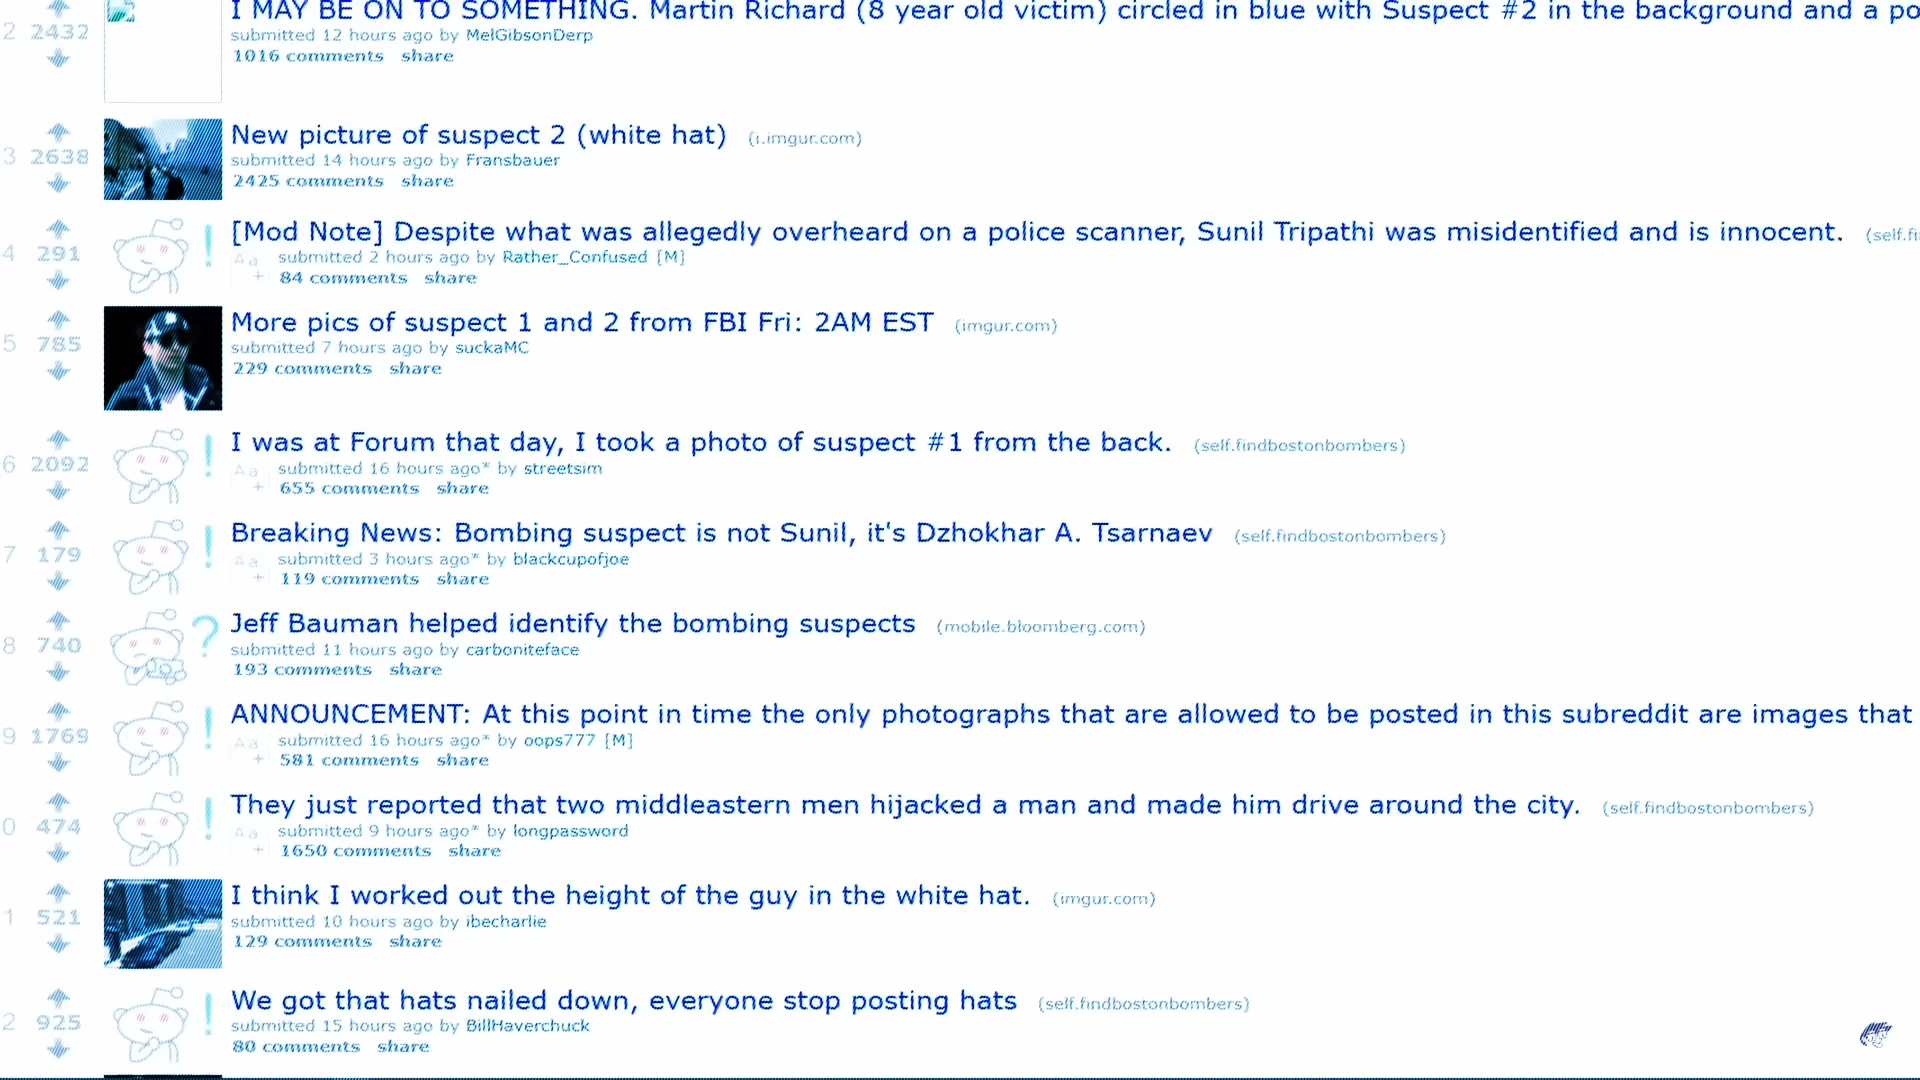 2 2432 I MAY BE ON TO SOMETHING. Martin Richard (8 year old victim) circled in blue with Suspect #2 in the background and a po
submitted 12 hours ago by MelGibsonDerp
1016 comments share
3 2638 New picture of suspect 2 (white hat) (i.imgur.com)
submitted 14 hours ago by Fransbauer
2425 comments share
4 291 [Mod Note] Despite what was allegedly overheard on a police scanner, Sunil Tripathi was misidentified and is innocent. (self.fi
Aa submitted 2 hours ago by Rather_Confused [M]
+ 84 comments share
5 785 More pics of suspect 1 and 2 from FBI Fri: 2AM EST (imgur.com)
submitted 7 hours ago by suckaMC
229 comments share
6 2092 I was at Forum that day, I took a photo of suspect #1 from the back. (self.findbostonbombers)
Aa submitted 16 hours ago* by streetsim
+ 655 comments share
7 179 Breaking News: Bombing suspect is not Sunil, it's Dzhokhar A. Tsarnaev (self.findbostonbombers)
Aa submitted 3 hours ago* by blackcupofjoe
+ 119 comments share
8 740 Jeff Bauman helped identify the bombing suspects (mobile.bloomberg.com)
submitted 11 hours ago by carboniteface
193 comments share
9 1769 ANNOUNCEMENT: At this point in time the only photographs that are allowed to be posted in this subreddit are images that
Aa submitted 16 hours ago* by oops777 [M]
+ 581 comments share
0 474 They just reported that two middleastern men hijacked a man and made him drive around the city. (self.findbostonbombers)
Aa submitted 9 hours ago* by longpassword
+ 1650 comments share
1 521 I think I worked out the height of the guy in the white hat. (imgur.com)
submitted 10 hours ago by ibecharlie
129 comments share
2 925 We got that hats nailed down, everyone stop posting hats (self.findbostonbombers)
submitted 15 hours ago by BillHaverchuck
80 comments share